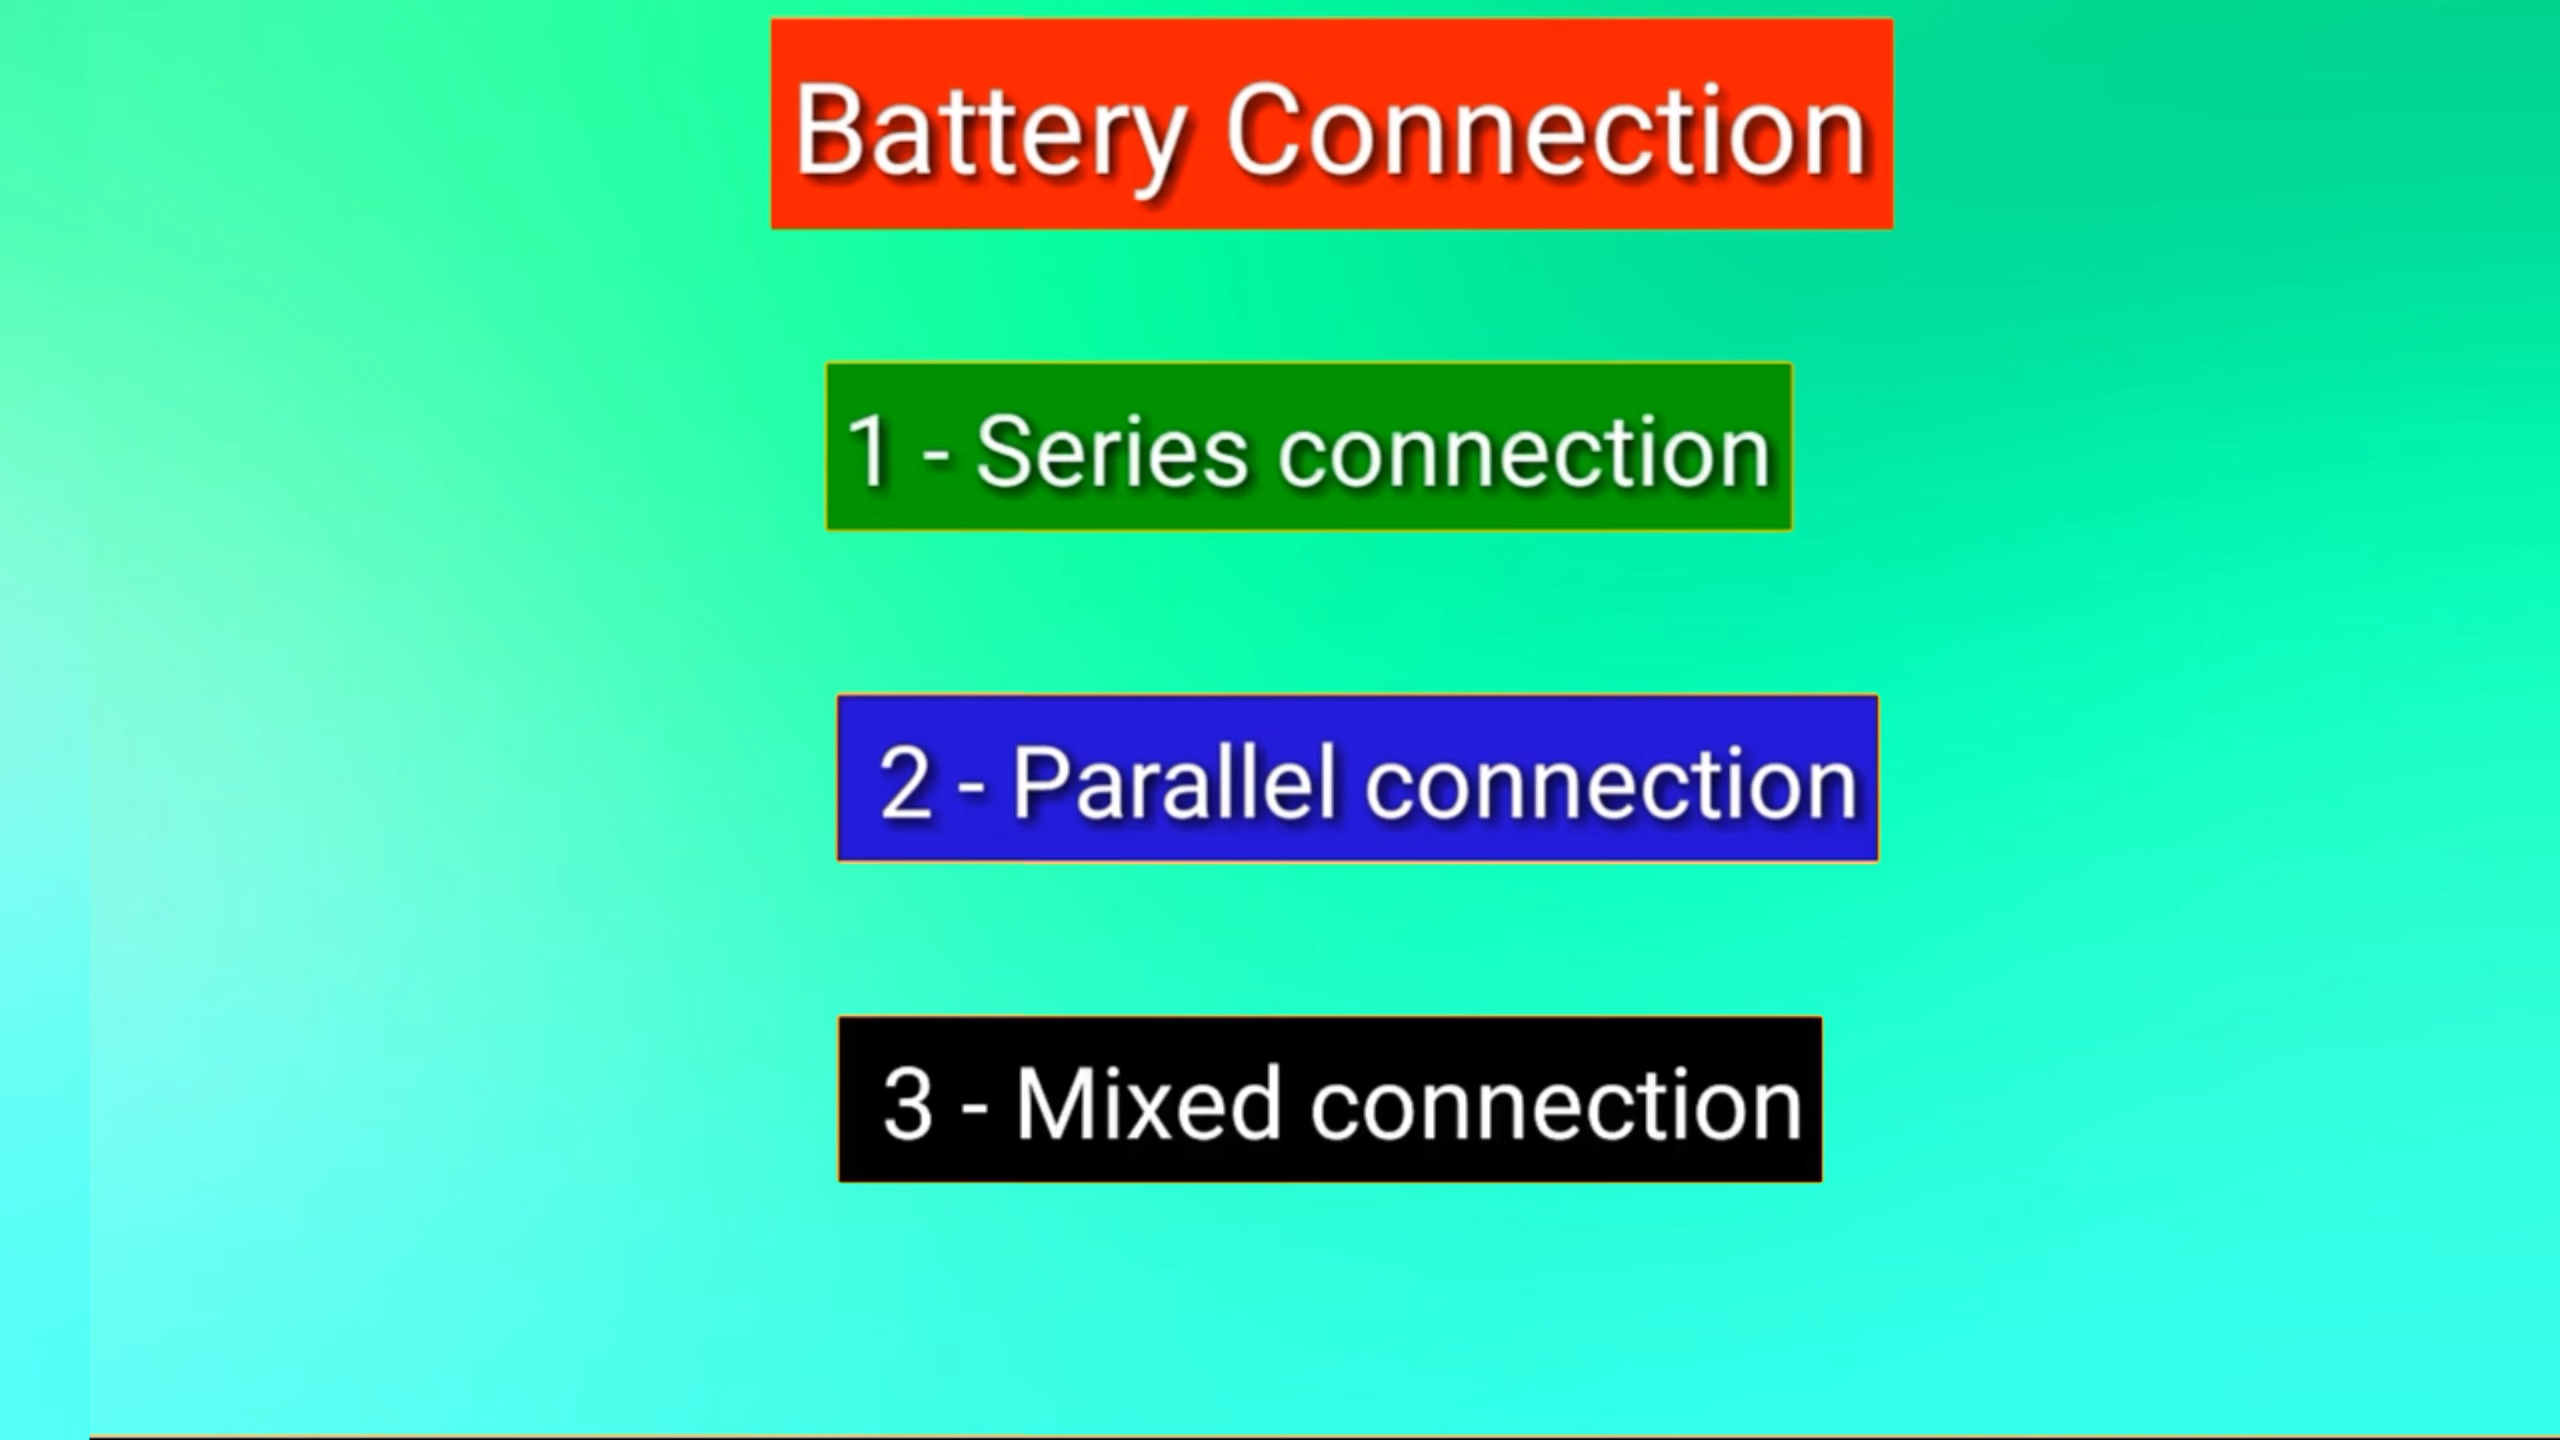 Battery Connection
1 - Series connection
2 - Parallel connection
3 - Mixed connection